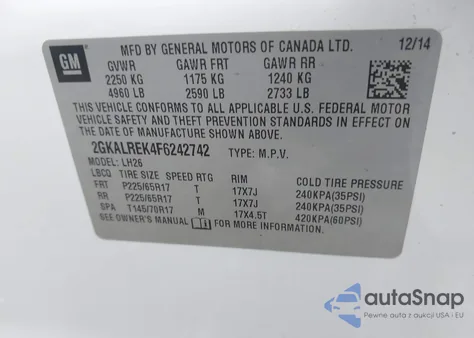 GM
MFD BY GENERAL MOTORS OF CANADA LTD. 12/14
GVWR GAWR FRT GAWR RR
2250 KG 1175 KG 1240 KG
4960 LB 2590 LB 2733 LB
THIS VEHICLE CONFORMS TO ALL APPLICABLE U.S. FEDERAL MOTOR
VEHICLE SAFETY AND THEFT PREVENTION STANDARDS IN EFFECT ON
THE DATE OF MANUFACTURE SHOWN ABOVE.
2GKALREK4F6242742 TYPE: M.P.V.
MODEL: LH26
LBCQ TIRE SIZE SPEED RTG RIM COLD TIRE PRESSURE
FRT P225/65R17 T 17X7J 240KPA(35PSI)
RR P225/65R17 T 17X7J 240KPA(35PSI)
SPA T145/70R17 M 17X4.5T 420KPA(60PSI)
SEE OWNER'S MANUAL FOR MORE INFORMATION.
autoSnap
Pewne auta z aukcji USA i EU